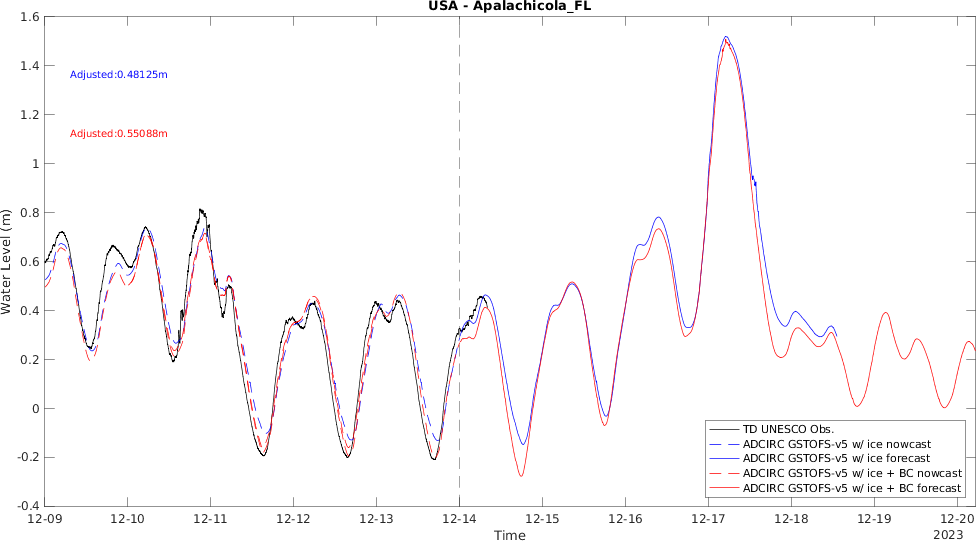 USA - Apalachicola_FL
1.6
1.4
1.2
1
0.8
0.6
0.4
0.2
0
-0.2
-0.4
Water Level (m)
Adjusted:0.48125m
Adjusted:0.55088m
TD UNESCO Obs.
ADCIRC GSTOFS-v5 w/ ice nowcast
ADCIRC GSTOFS-v5 w/ ice forecast
ADCIRC GSTOFS-v5 w/ ice + BC nowcast
ADCIRC GSTOFS-v5 w/ ice + BC forecast
12-09 12-10 12-11 12-12 12-13 12-14 12-15 12-16 12-17 12-18 12-19 12-20
Time
2023